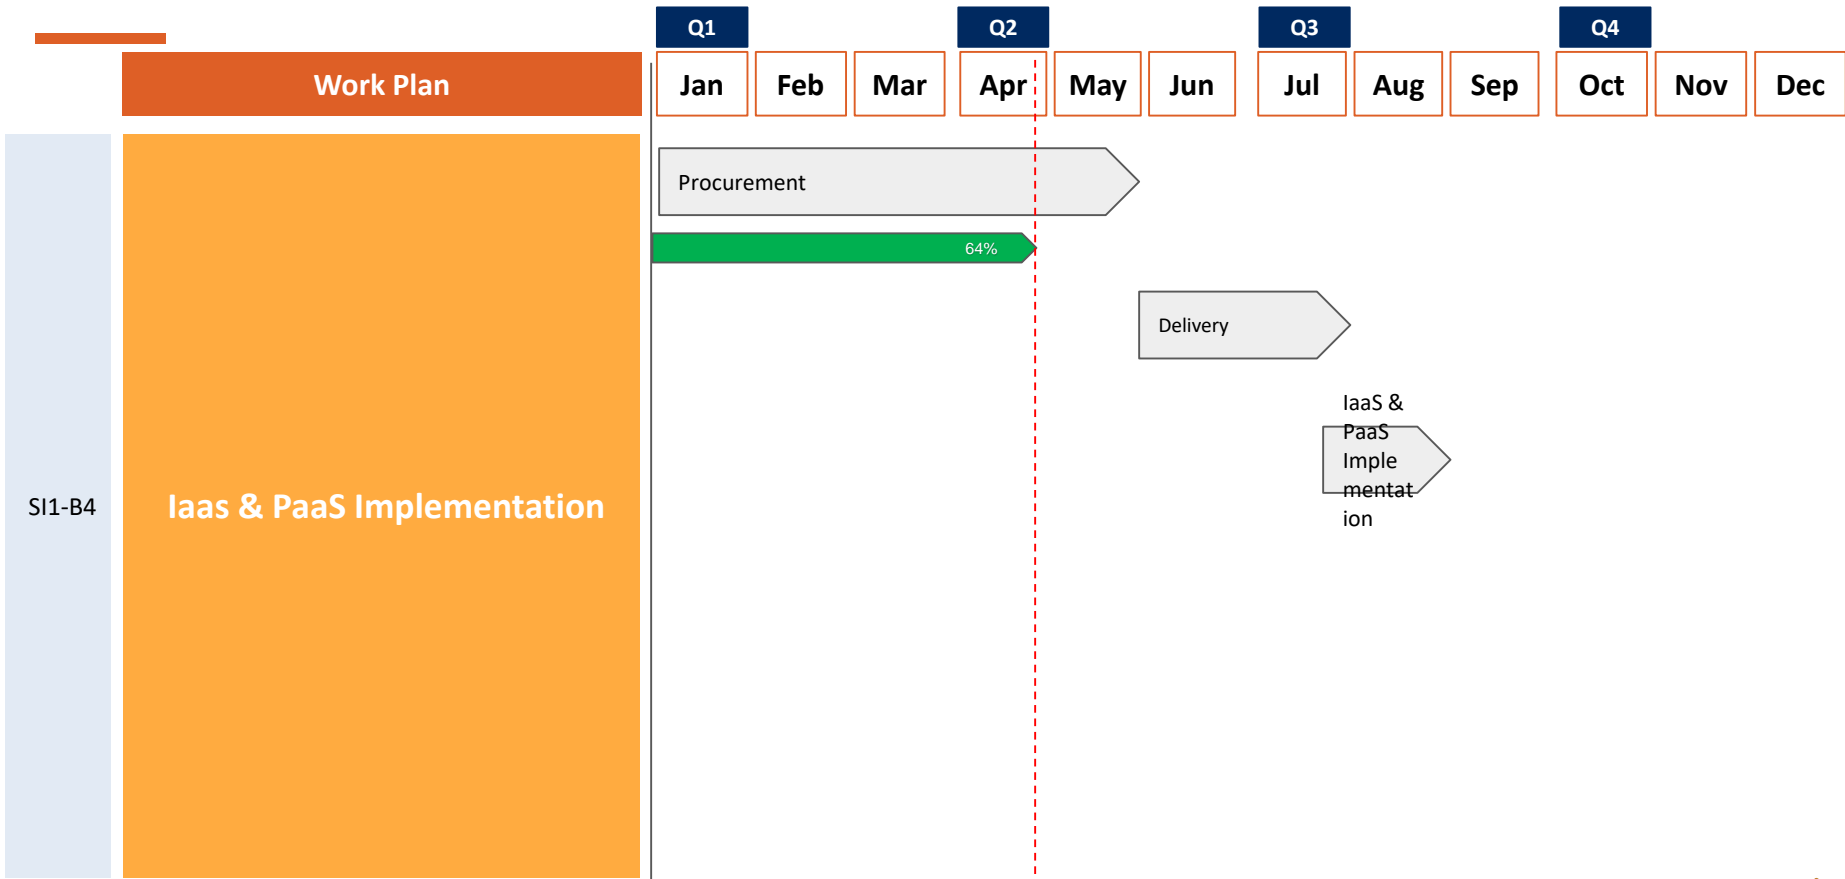 Q1
Q2
Q3
Q4
Work Plan
Jan
Feb
Mar
Apr
May
Jun
Jul
Aug
Sep
Oct
Nov
Dec
SI1-B4
Iaas & PaaS Implementation
Procurement
64%
Delivery
IaaS &
PaaS
Imple
mentat
ion